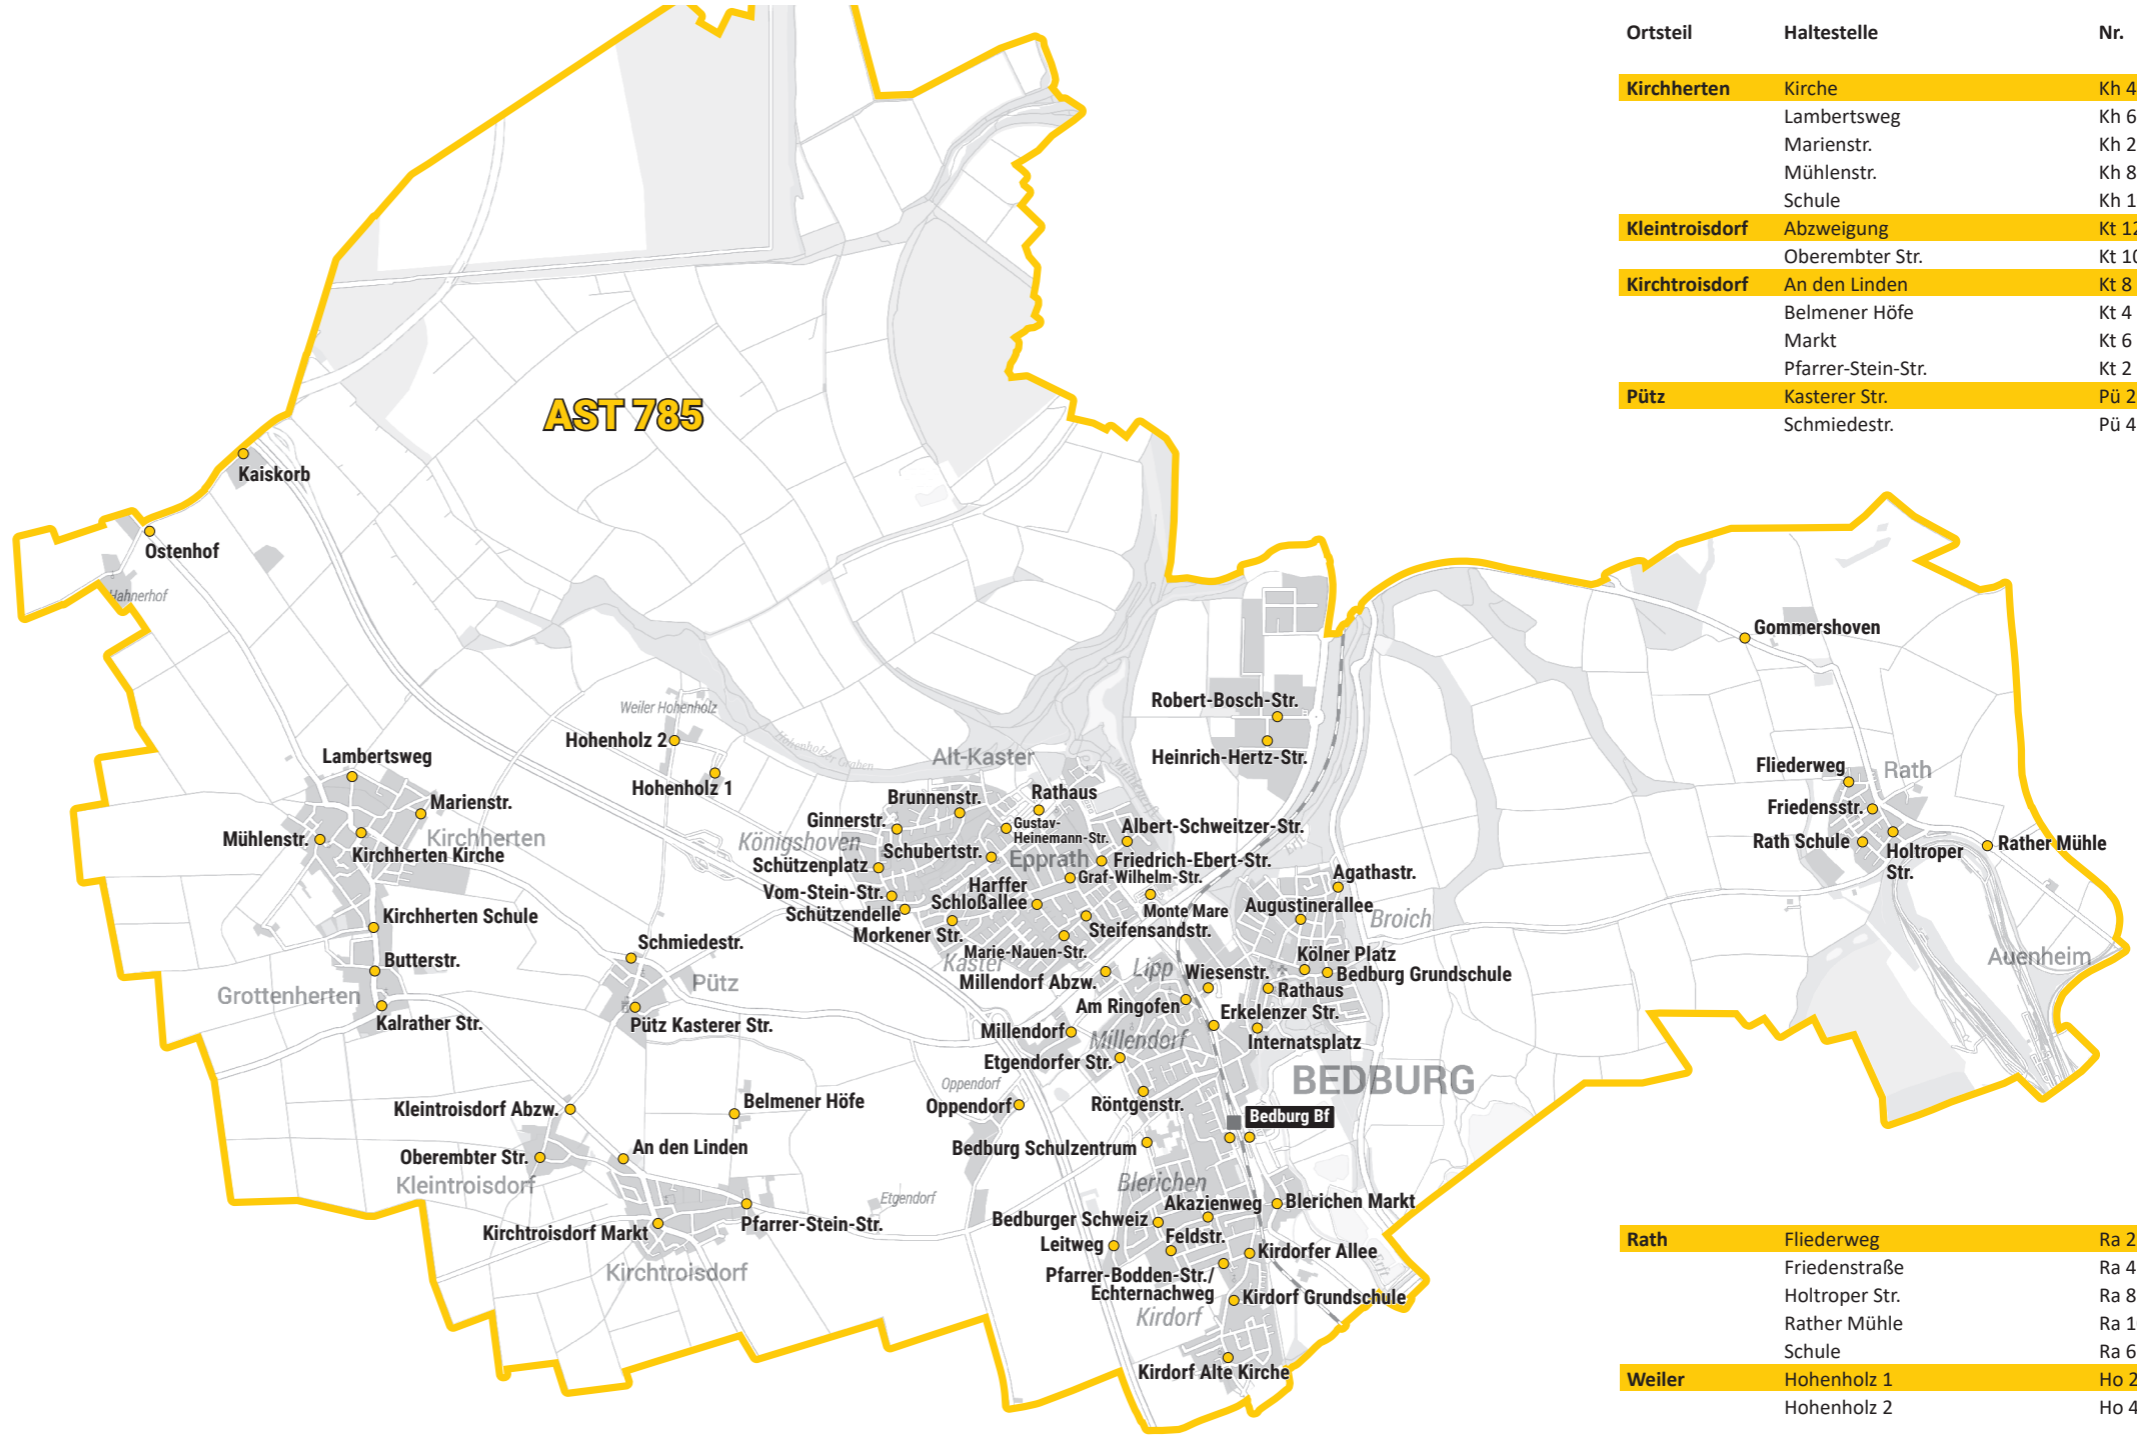 Ortsteil Haltestelle Nr.
Kirchherten Kirche Kh 4
Lambertsweg Kh 6
Marienstr. Kh 2
Mühlenstr. Kh 8
Schule Kh 1
Kleintroisdorf Abzweigung Kt 12
Oberembter Str. Kt 10
Kirchtroisdorf An den Linden Kt 8
Belmener Höfe Kt 4
Markt Kt 6
Pfarrer-Stein-Str. Kt 2
Pütz Kasterer Str. Pü 2
Schmiedestr. Pü 4
AST 785
Kaiskorb
Ostenhof
Hahnerhof
Gommershoven
Robert-Bosch-Str.
Heinrich-Hertz-Str.
Weiler Hohenholz
Hohenholz 2
Hohenholz 1
Hohenholzer Graben
Alt-Kaster
Lambertsweg
Marienstr.
Kirchherten
Mühlenstr.
Kirchherten Kirche
Kirchherten Schule
Butterstr.
Grottenherten
Kalrather Str.
Brunnenstr.
Rathaus
Ginnerstr.
Gustav-
Heinemann-Str.
Albert-Schweitzer-Str.
Königshoven
Schubertstr.
Epprath
Friedrich-Ebert-Str.
Schützenplatz
Graf-Wilhelm-Str.
Vom-Stein-Str.
Harffer
Schloßallee
Schützendelle
Monte Mare
Morkener Str.
Steifensandstr.
Marie-Nauen-Str.
Kaster
Millendorf Abzw.
Lipp
Wiesenstr.
Am Ringofen
Erft
Agathastr.
Augustinerallee
Broich
Kölner Platz
Bedburg Grundschule
Rathaus
Erkelenzer Str.
Internatsplatz
Millendorf
Millendorf
Etgendorfer Str.
BEDBURG
Röntgenstr.
Bedburg Bf
Bedburg Schulzentrum
Schmiedestr.
Pütz
Pütz Kasterer Str.
Oppendorf
Oppendorf
Belmener Höfe
Kleintroisdorf Abzw.
An den Linden
Oberembter Str.
Kleintroisdorf
Etgendorf
Pfarrer-Stein-Str.
Kirchtroisdorf Markt
Kirchtroisdorf
Blerichen
Akazienweg
Blerichen Markt
Bedburger Schweiz
Leitweg
Feldstr.
Kirdorfer Allee
Pfarrer-Bodden-Str./
Echternachweg
Kirdorf Grundschule
Kirdorf
Erft
Kirdorf Alte Kirche
Fliederweg
Rath
Friedensstr.
Rath Schule
Holtroper
Str.
Rather Mühle
Auenheim
Rath Fliederweg Ra 2
Friedenstraße Ra 4
Holtroper Str. Ra 8
Rather Mühle Ra 1
Schule Ra 6
Weiler Hohenholz 1 Ho 2
Hohenholz 2 Ho 4